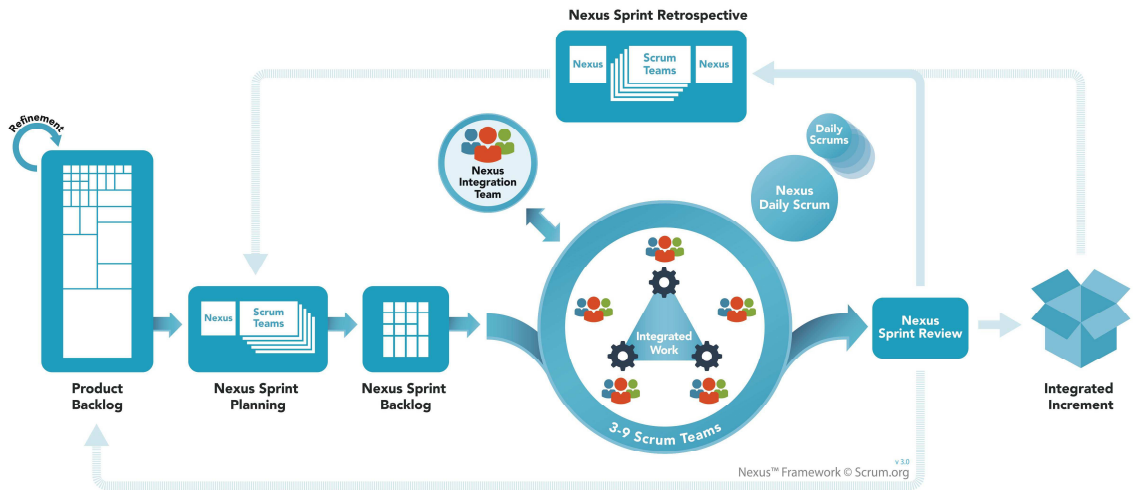 Nexus Sprint Retrospective
Nexus
Scrum
Teams
Nexus
Refinement
Daily
Scrums
Nexus
Integration
Team
Nexus
Daily Scrum
Nexus
Scrum
Teams
Integrated
Work
Nexus
Sprint Review
Product
Backlog
Nexus Sprint
Planning
Nexus Sprint
Backlog
Integrated
Increment
3-9 Scrum Teams
v 3.0
Nexus™ Framework © Scrum.org